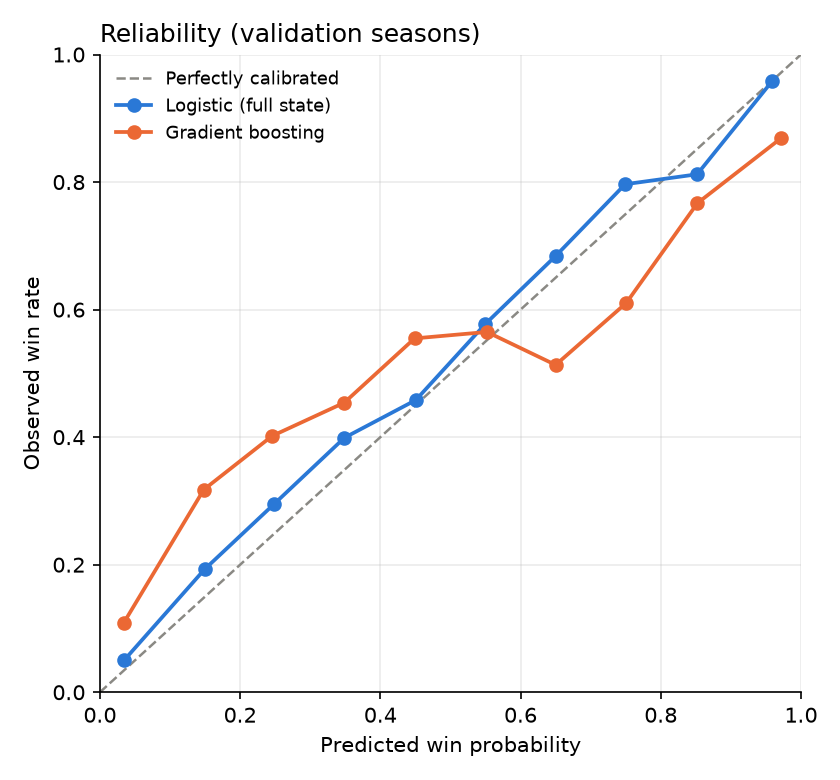 Reliability (validation seasons)
Perfectly calibrated
Logistic (full state)
Gradient boosting
1.0
0.8
0.6
0.4
0.2
0.0
Observed win rate
0.0 0.2 0.4 0.6 0.8 1.0
Predicted win probability